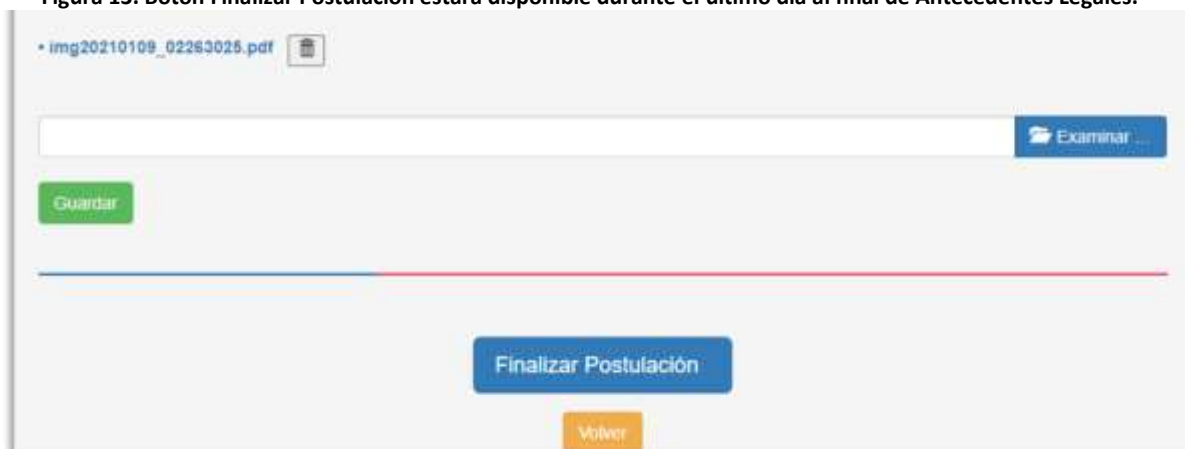 Figura 13. Botón Finalizar Postulación estará disponible durante el último día al final de Antecedentes Legales.
• img20210109_02263025.pdf
Examinar ...
Guardar
Finalizar Postulación
Volver